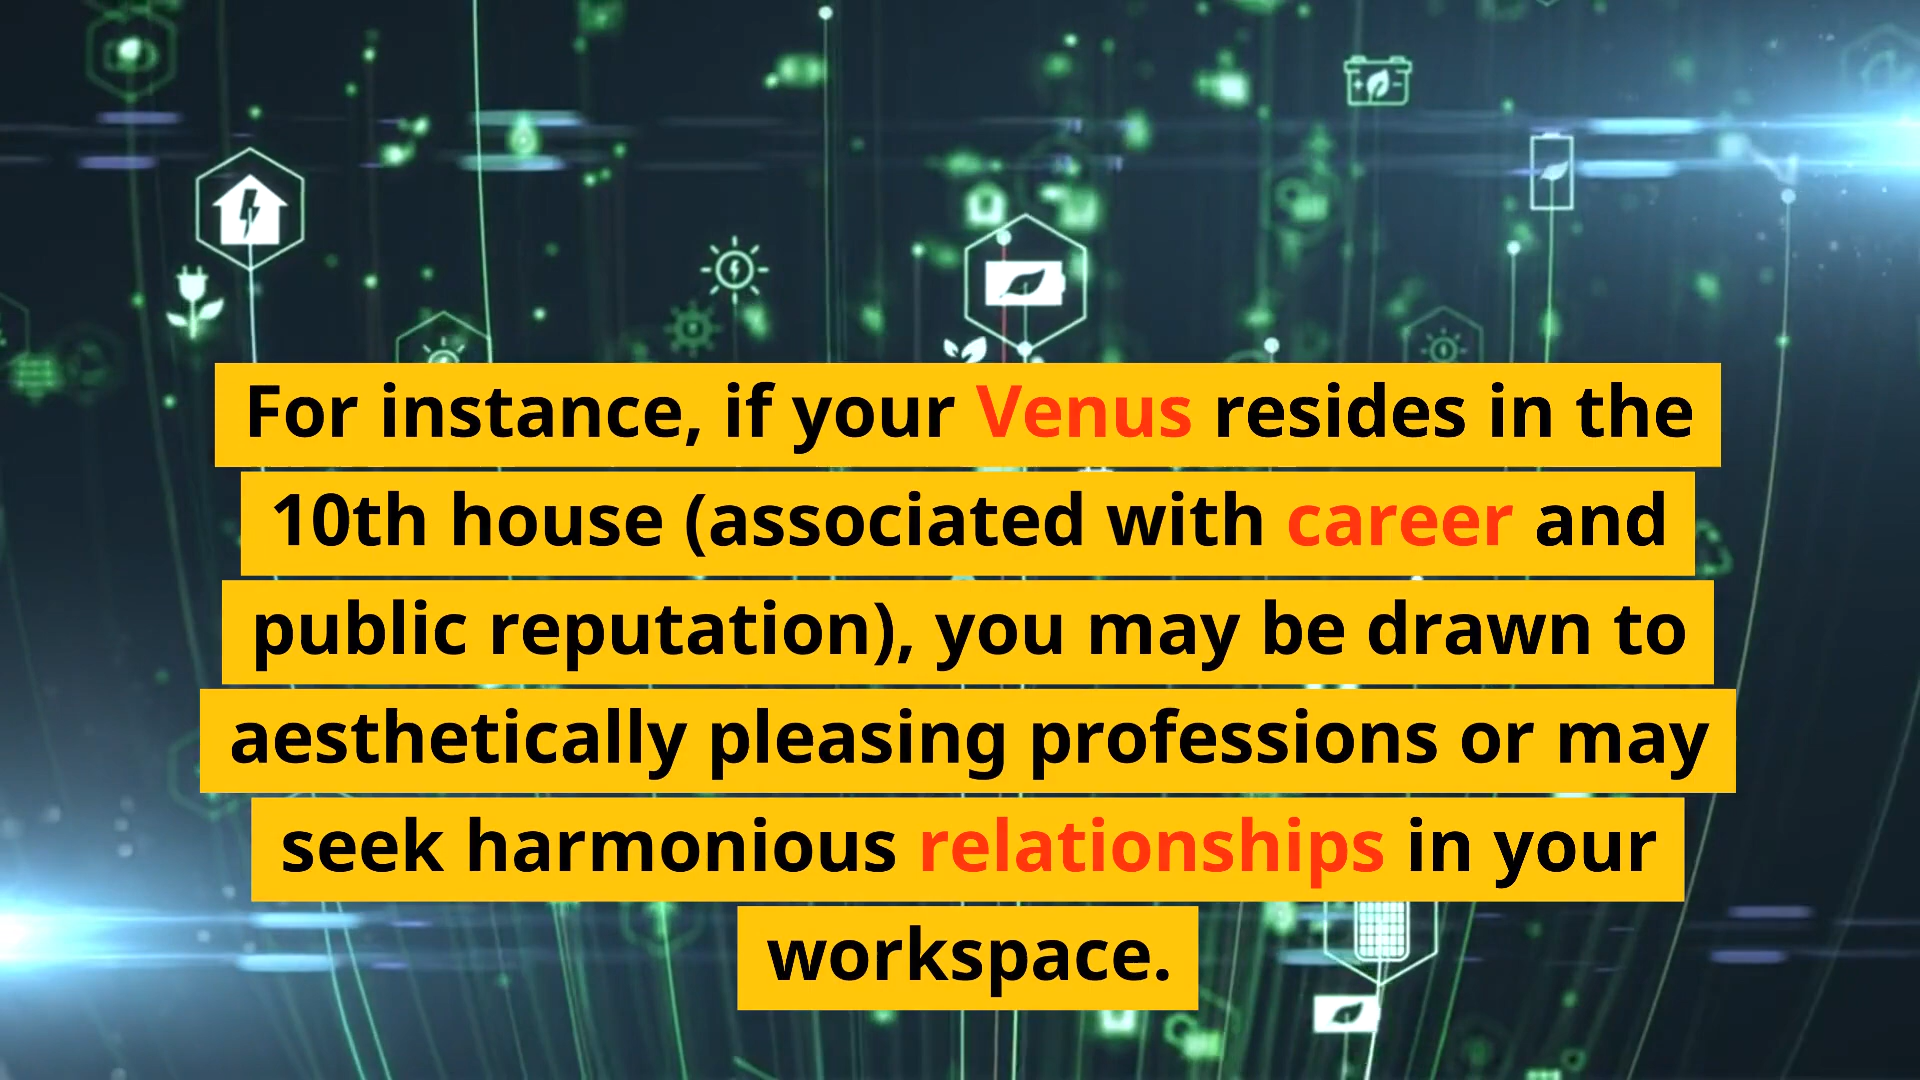 For instance, if your Venus resides in the
10th house (associated with career and
public reputation), you may be drawn to
aesthetically pleasing professions or may
seek harmonious relationships in your
workspace.